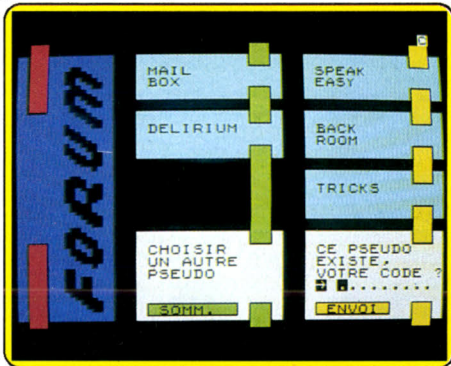 FORUM
MAIL
BOX
DELIRIUM
CHOISIR
UN AUTRE
PSEUDO
SOMM.
C
SPEAK
EASY
BACK
ROOM
TRICKS
CE PSEUDO
EXISTE.
VOTRE CODE ?
. . . . . . . .
ENVOI